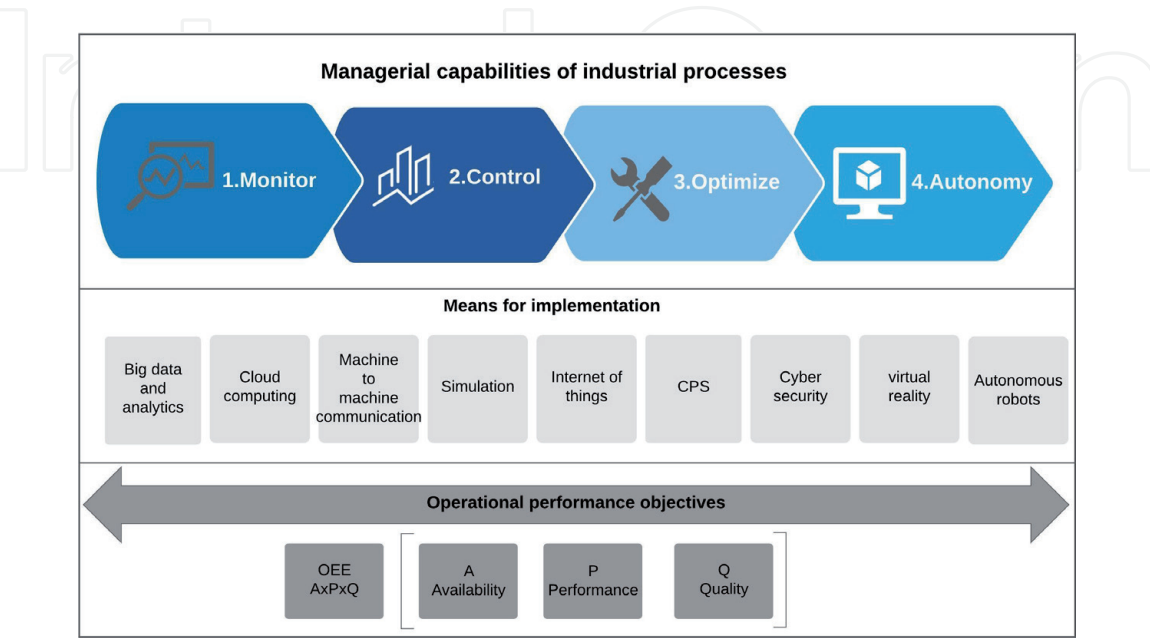 Managerial capabilities of industrial processes
1.Monitor
2.Control
3.Optimize
4.Autonomy
Means for implementation
Big data
and
analytics
Cloud
computing
Machine
to
machine
communication
Simulation
Internet of
things
CPS
Cyber
security
virtual
reality
Autonomous
robots
Operational performance objectives
OEE
AxPxQ
A
Availability
P
Performance
Q
Quality